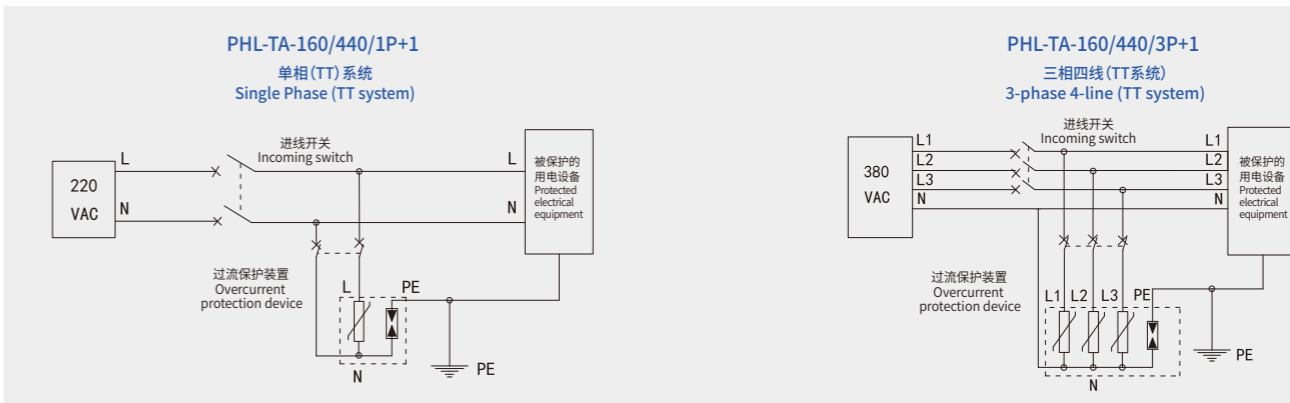 PHL-TA-160/440/1P+1
单相(TT)系统
Single Phase (TT system)
进线开关
Incoming switch
L
L
220
VAC
N
N
被保护的
用电设备
Protected
electrical
equipment
过流保护装置
Overcurrent
protection device
L
PE
N
PE
PHL-TA-160/440/3P+1
三相四线(TT系统)
3-phase 4-line (TT system)
进线开关
Incoming switch
L1
L1
L2
L2
L3
L3
N
N
380
VAC
被保护的
用电设备
Protected
electrical
equipment
过流保护装置
Overcurrent
protection device
L1 L2 L3 PE
N
PE